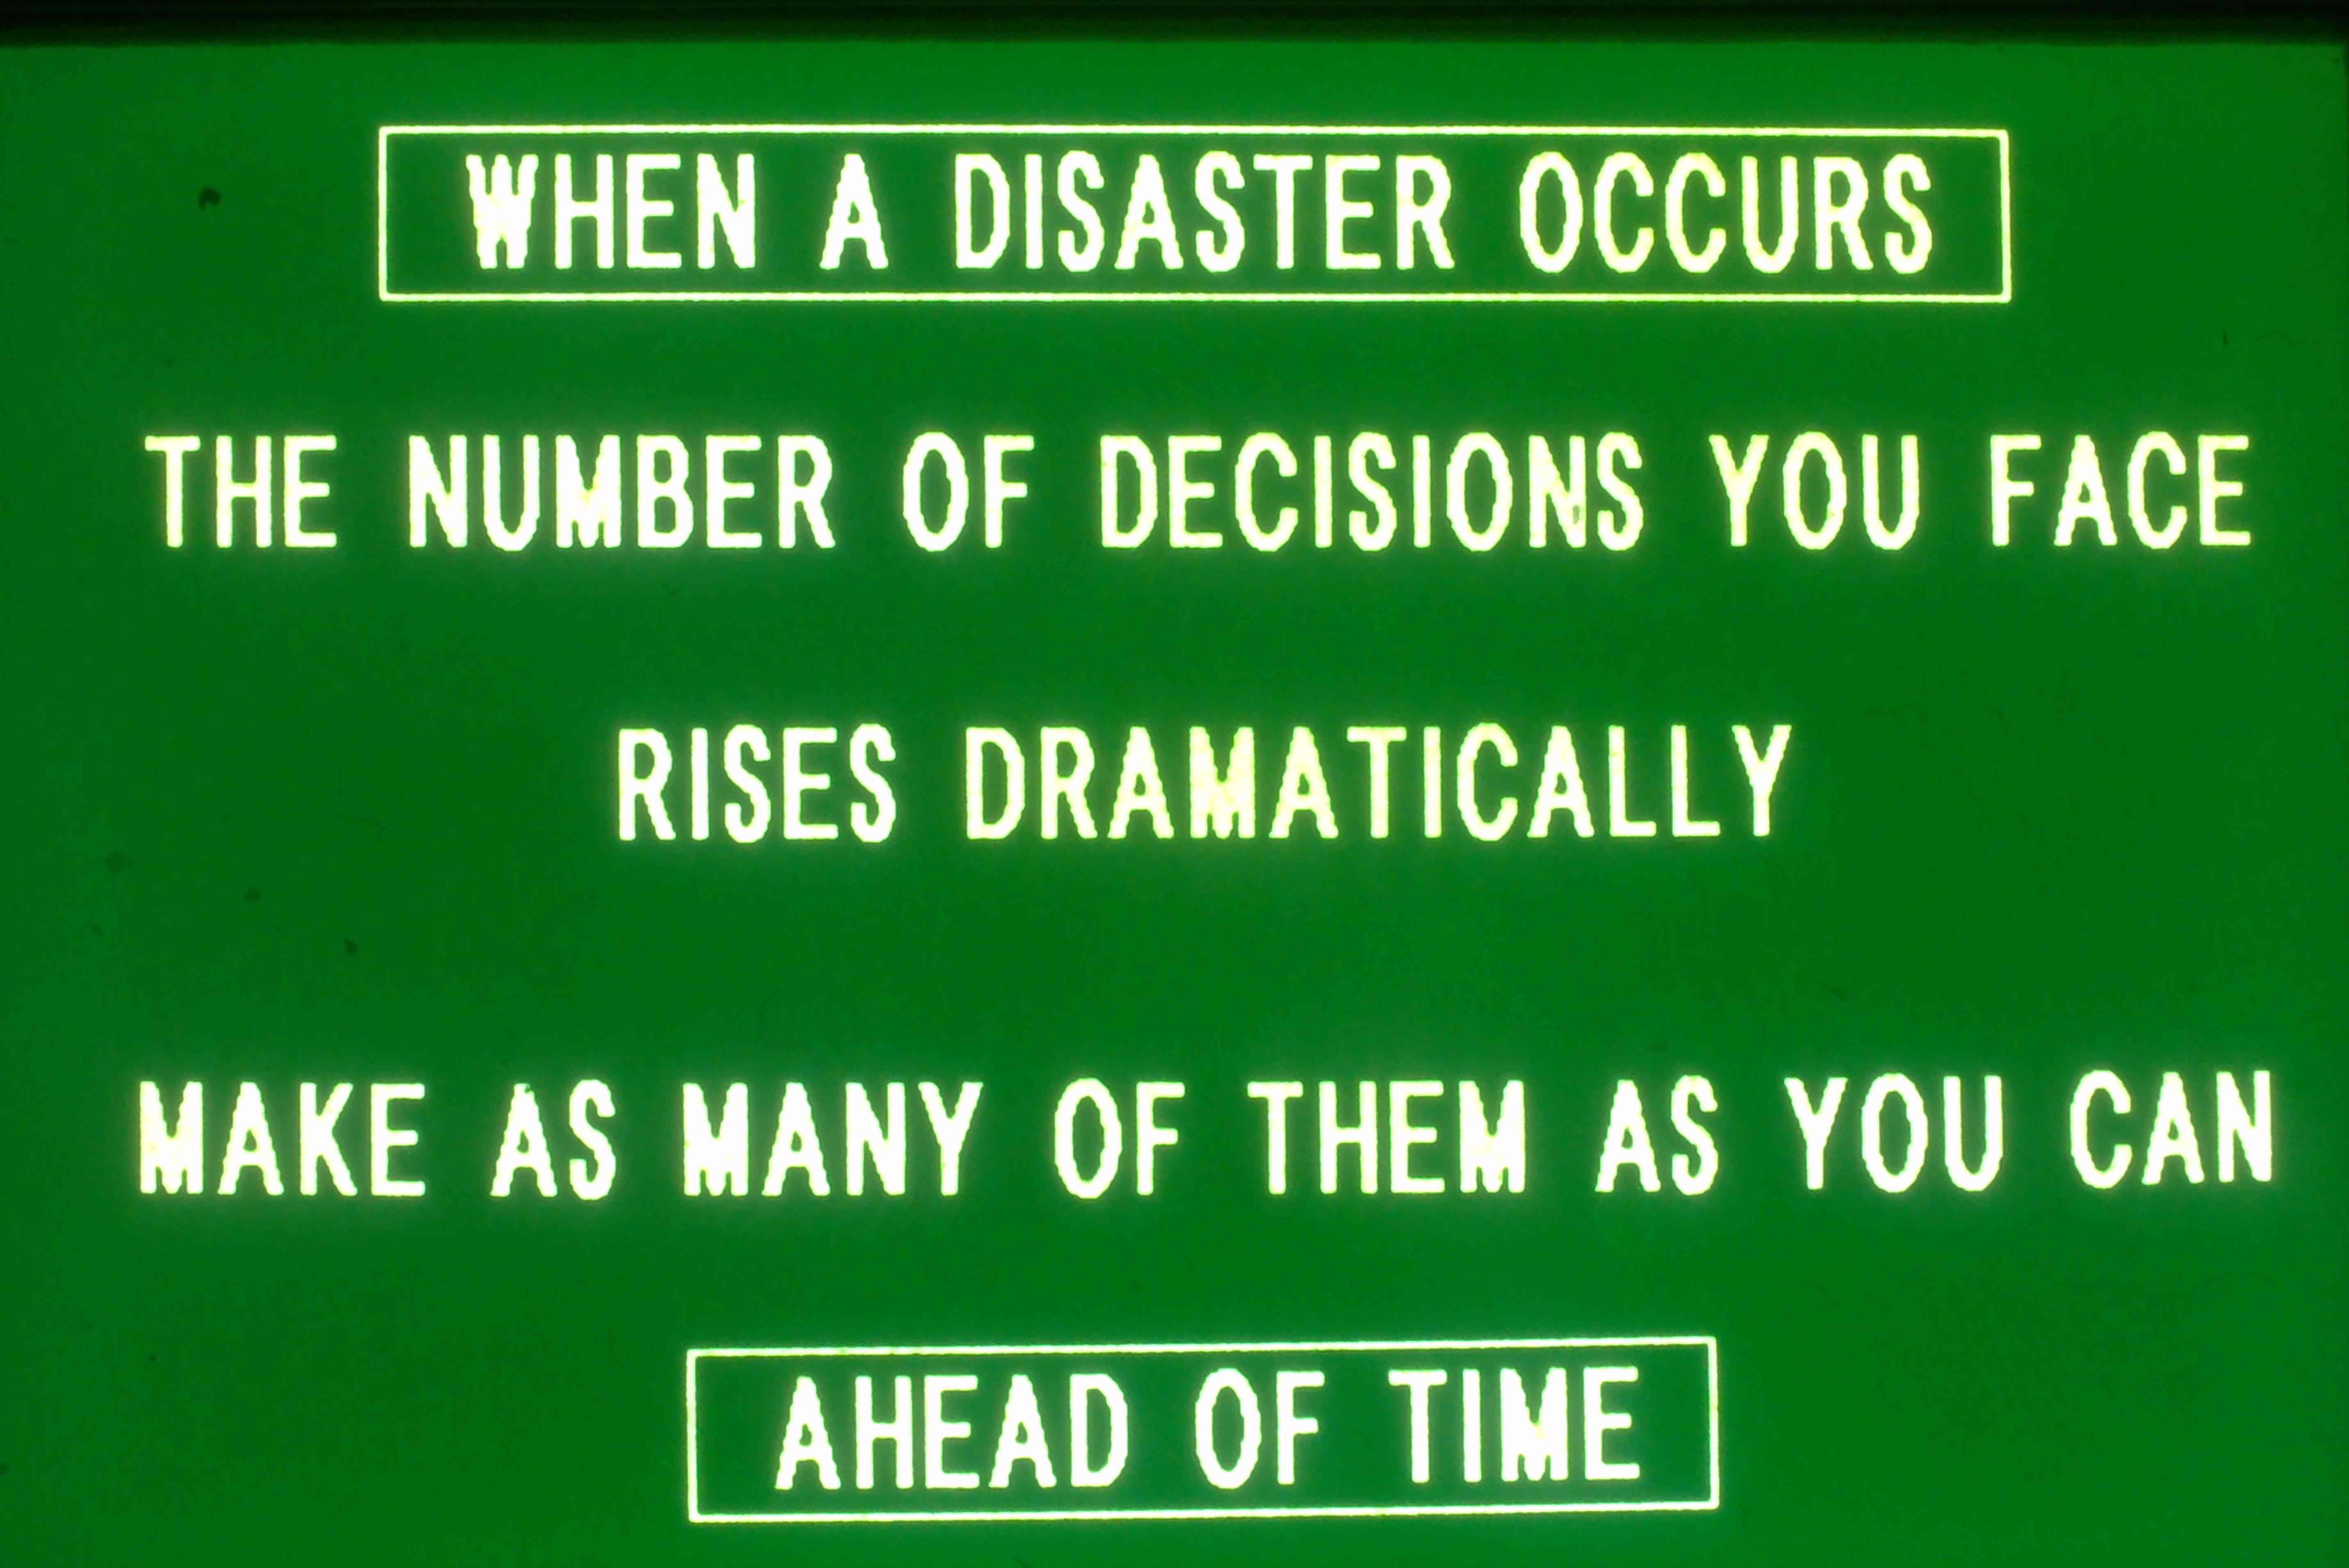 WHEN A DISASTER OCCURS
THE NUMBER OF DECISIONS YOU FACE
RISES DRAMATICALLY
MAKE AS MANY OF THEM AS YOU CAN
AHEAD OF TIME